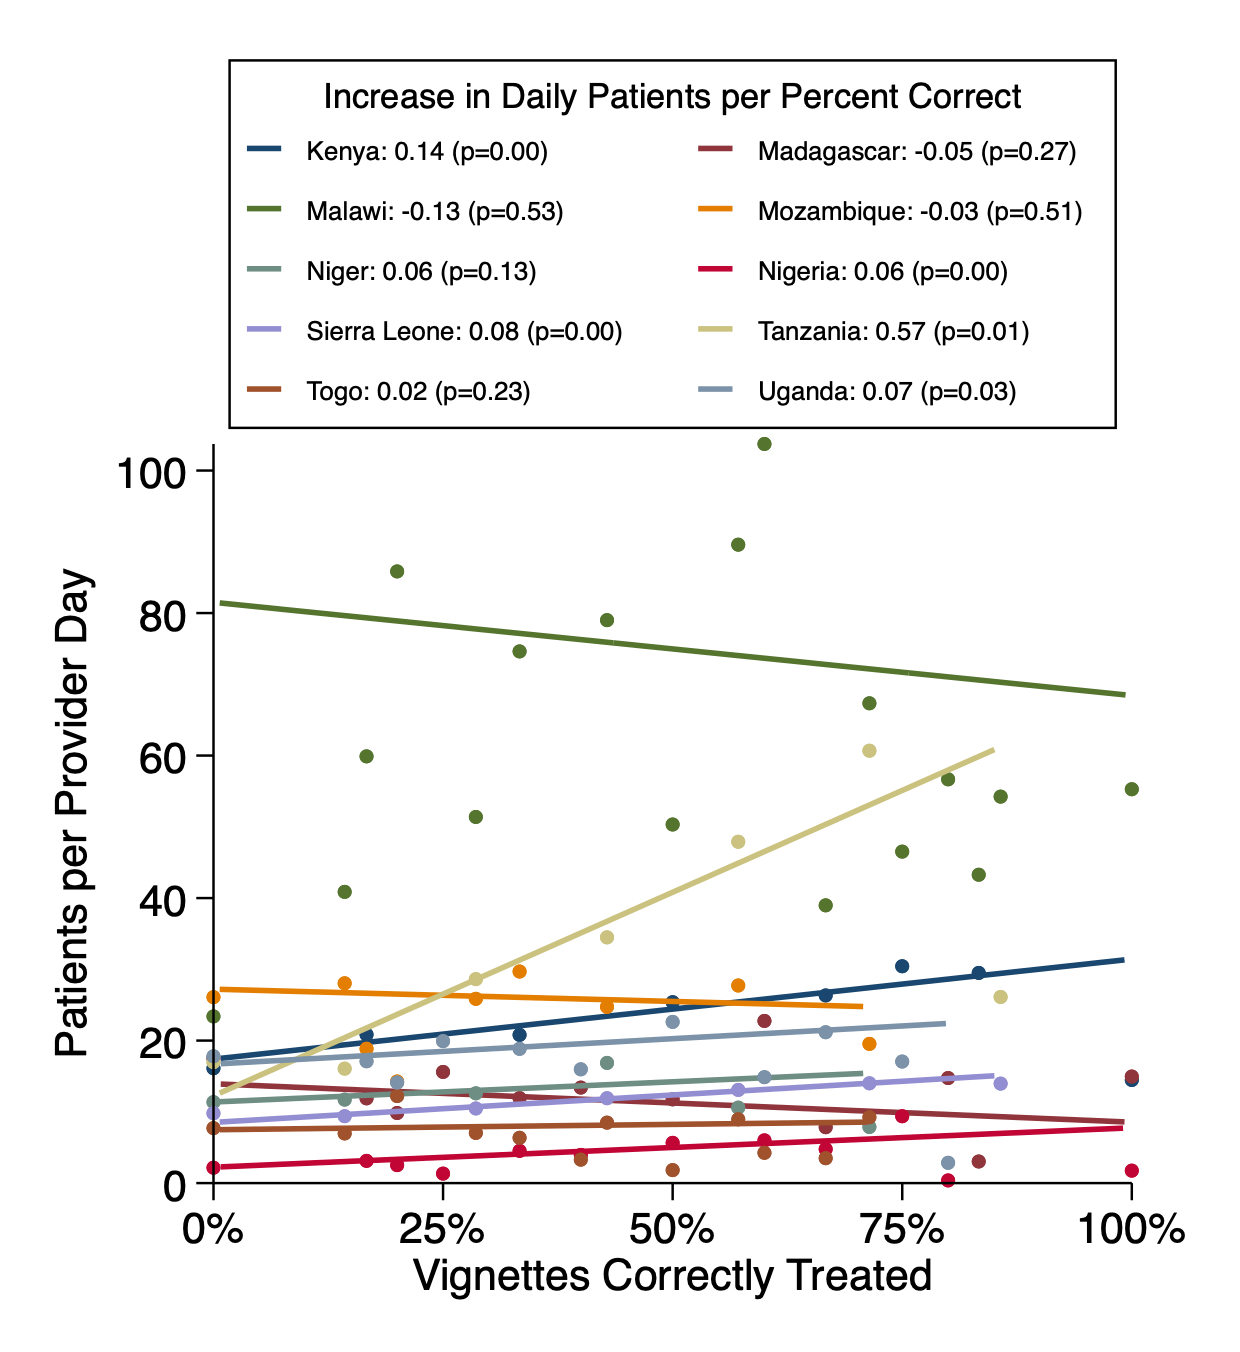 Increase in Daily Patients per Percent Correct
Kenya: 0.14 (p=0.00) Madagascar: -0.05 (p=0.27)
Malawi: -0.13 (p=0.53) Mozambique: -0.03 (p=0.51)
Niger: 0.06 (p=0.13) Nigeria: 0.06 (p=0.00)
Sierra Leone: 0.08 (p=0.00) Tanzania: 0.57 (p=0.01)
Togo: 0.02 (p=0.23) Uganda: 0.07 (p=0.03)
Patients per Provider Day
100
80
60
40
20
0
0% 25% 50% 75% 100%
Vignettes Correctly Treated